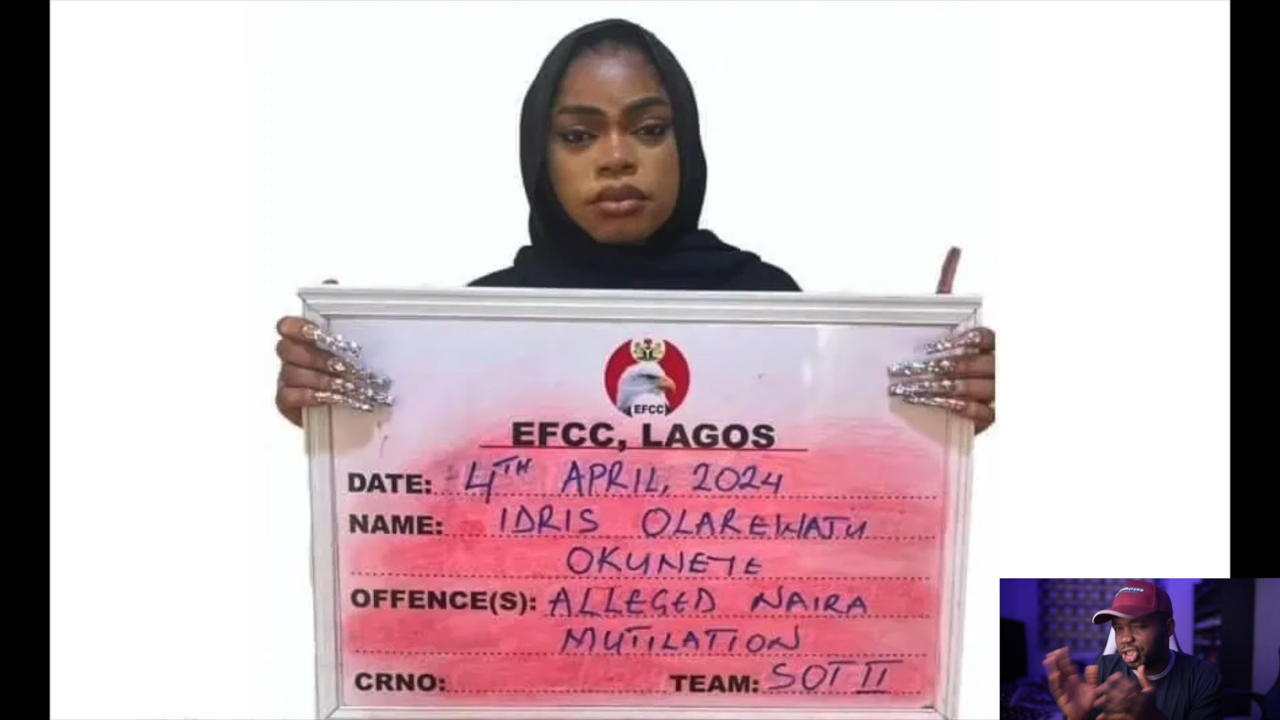 EFCC
EFCC, LAGOS
DATE: 4TH APRIL, 2024
NAME: IDRIS OLAREWAJU
OKUNEYE
OFFENCE(S): ALLEGED NAIRA
MUTILATION
CRNO: TEAM: SOT II